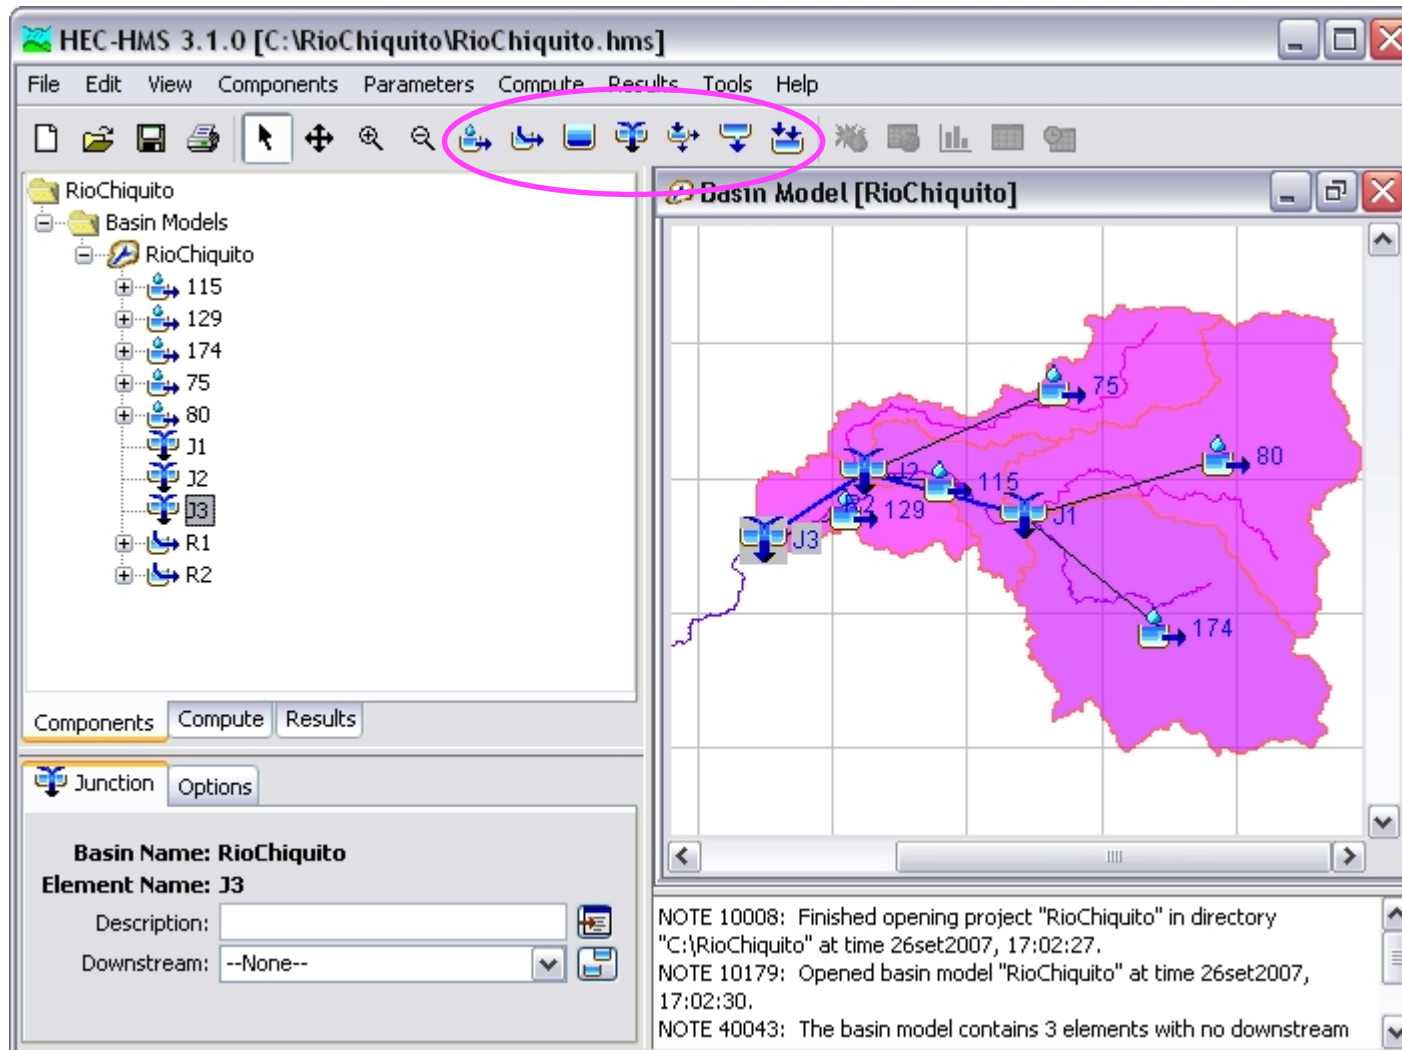 HEC-HMS 3.1.0 [C:\RioChiquito\RioChiquito.hms]
File Edit View Components Parameters Compute Results Tools Help
RioChiquito
Basin Models
RioChiquito
115
129
174
75
80
J1
J2
J3
R1
R2
Components Compute Results
Junction Options
Basin Name: RioChiquito
Element Name: J3
Description:
Downstream: --None--
Basin Model [RioChiquito]
75
80
J2
115
R2 129
J1
J3
174
NOTE 10008: Finished opening project "RioChiquito" in directory
"C:\RioChiquito" at time 26set2007, 17:02:27.
NOTE 10179: Opened basin model "RioChiquito" at time 26set2007,
17:02:30.
NOTE 40043: The basin model contains 3 elements with no downstream